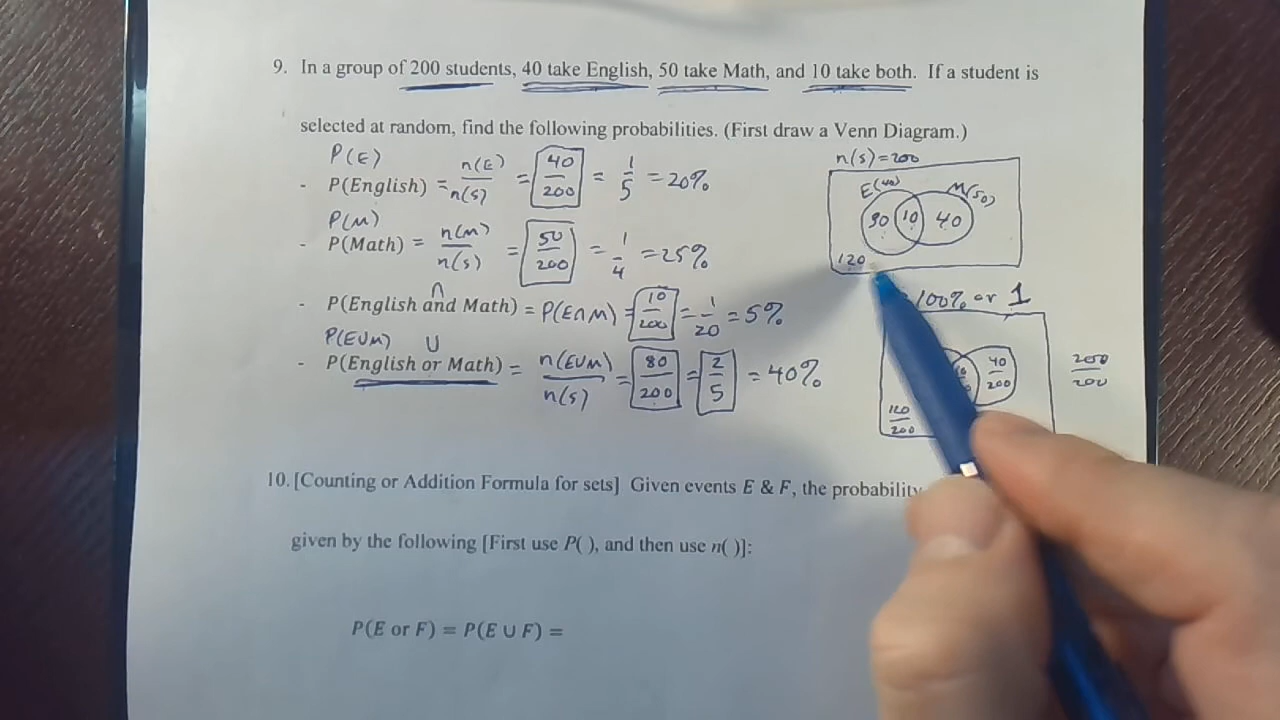 9. In a group of 200 students, 40 take English, 50 take Math, and 10 take both. If a student is
selected at random, find the following probabilities. (First draw a Venn Diagram.)
P(E)
- P(English) = n(E)/n(s) = 40/200 = 1/5 = 20%
P(M)
- P(Math) = n(M)/n(s) = 50/200 = 1/4 = 25%
∩
- P(English and Math) = P(E∩M) = 10/200 = 1/20 = 5%
P(E∪M) ∪
- P(English or Math) = n(E∪M)/n(s) = 80/200 = 2/5 = 40%
n(s)=200
E(40) M(50)
30 10 40
120
100% or 1
40/200
120/200
200/200
10. [Counting or Addition Formula for sets] Given events E & F, the probability
given by the following [First use P( ), and then use n( )]:
P(E or F) = P(E ∪ F) =